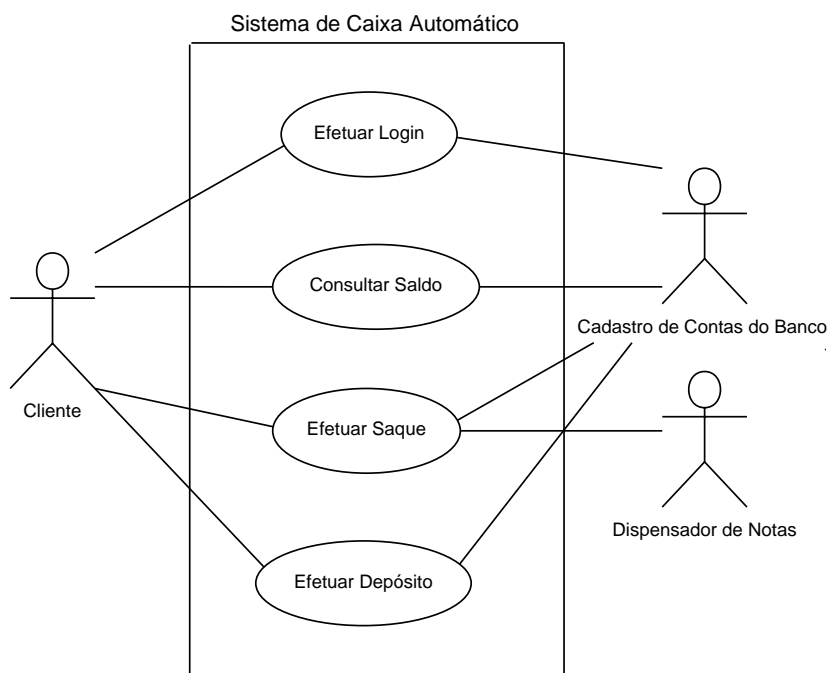 Sistema de Caixa Automático
Efetuar Login
Consultar Saldo
Cadastro de Contas do Banco
Cliente
Efetuar Saque
Dispensador de Notas
Efetuar Depósito